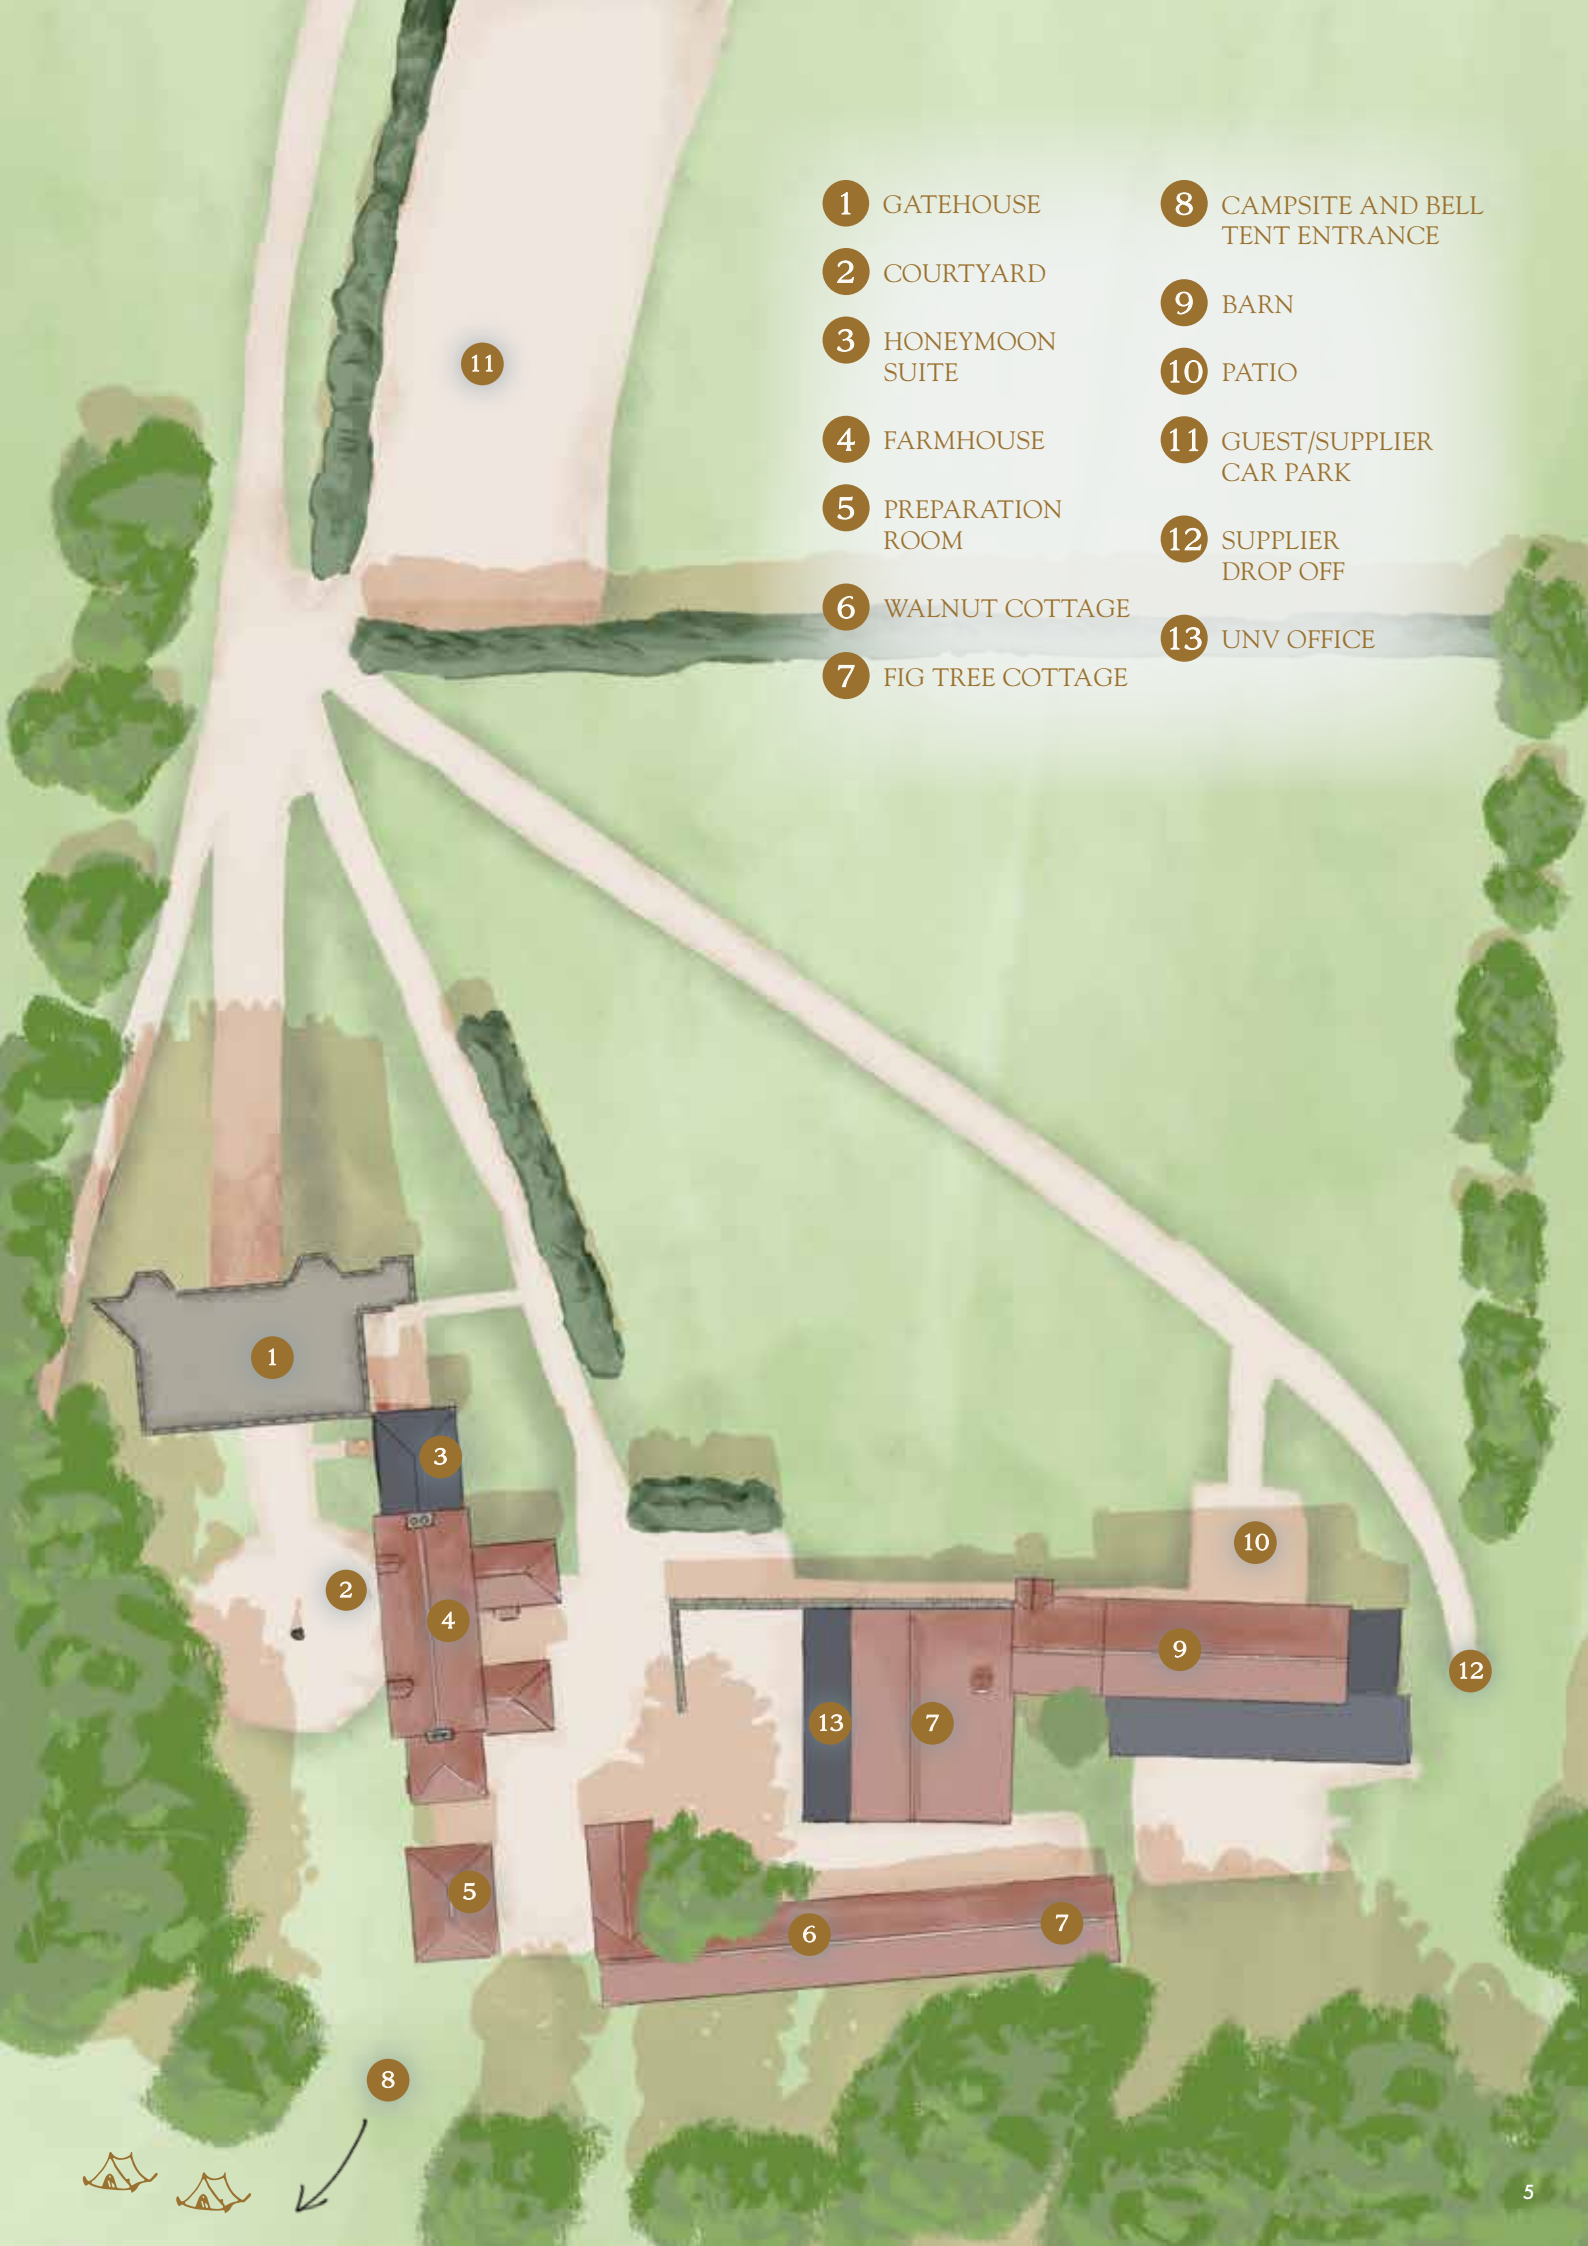 1 GATEHOUSE
2 COURTYARD
3 HONEYMOON
SUITE
4 FARMHOUSE
5 PREPARATION
ROOM
6 WALNUT COTTAGE
7 FIG TREE COTTAGE
8 CAMPSITE AND BELL
TENT ENTRANCE
9 BARN
10 PATIO
11 GUEST/SUPPLIER
CAR PARK
12 SUPPLIER
DROP OFF
13 UNV OFFICE
11
1
3
10
2
4
9
12
13
7
5
7
6
8
5